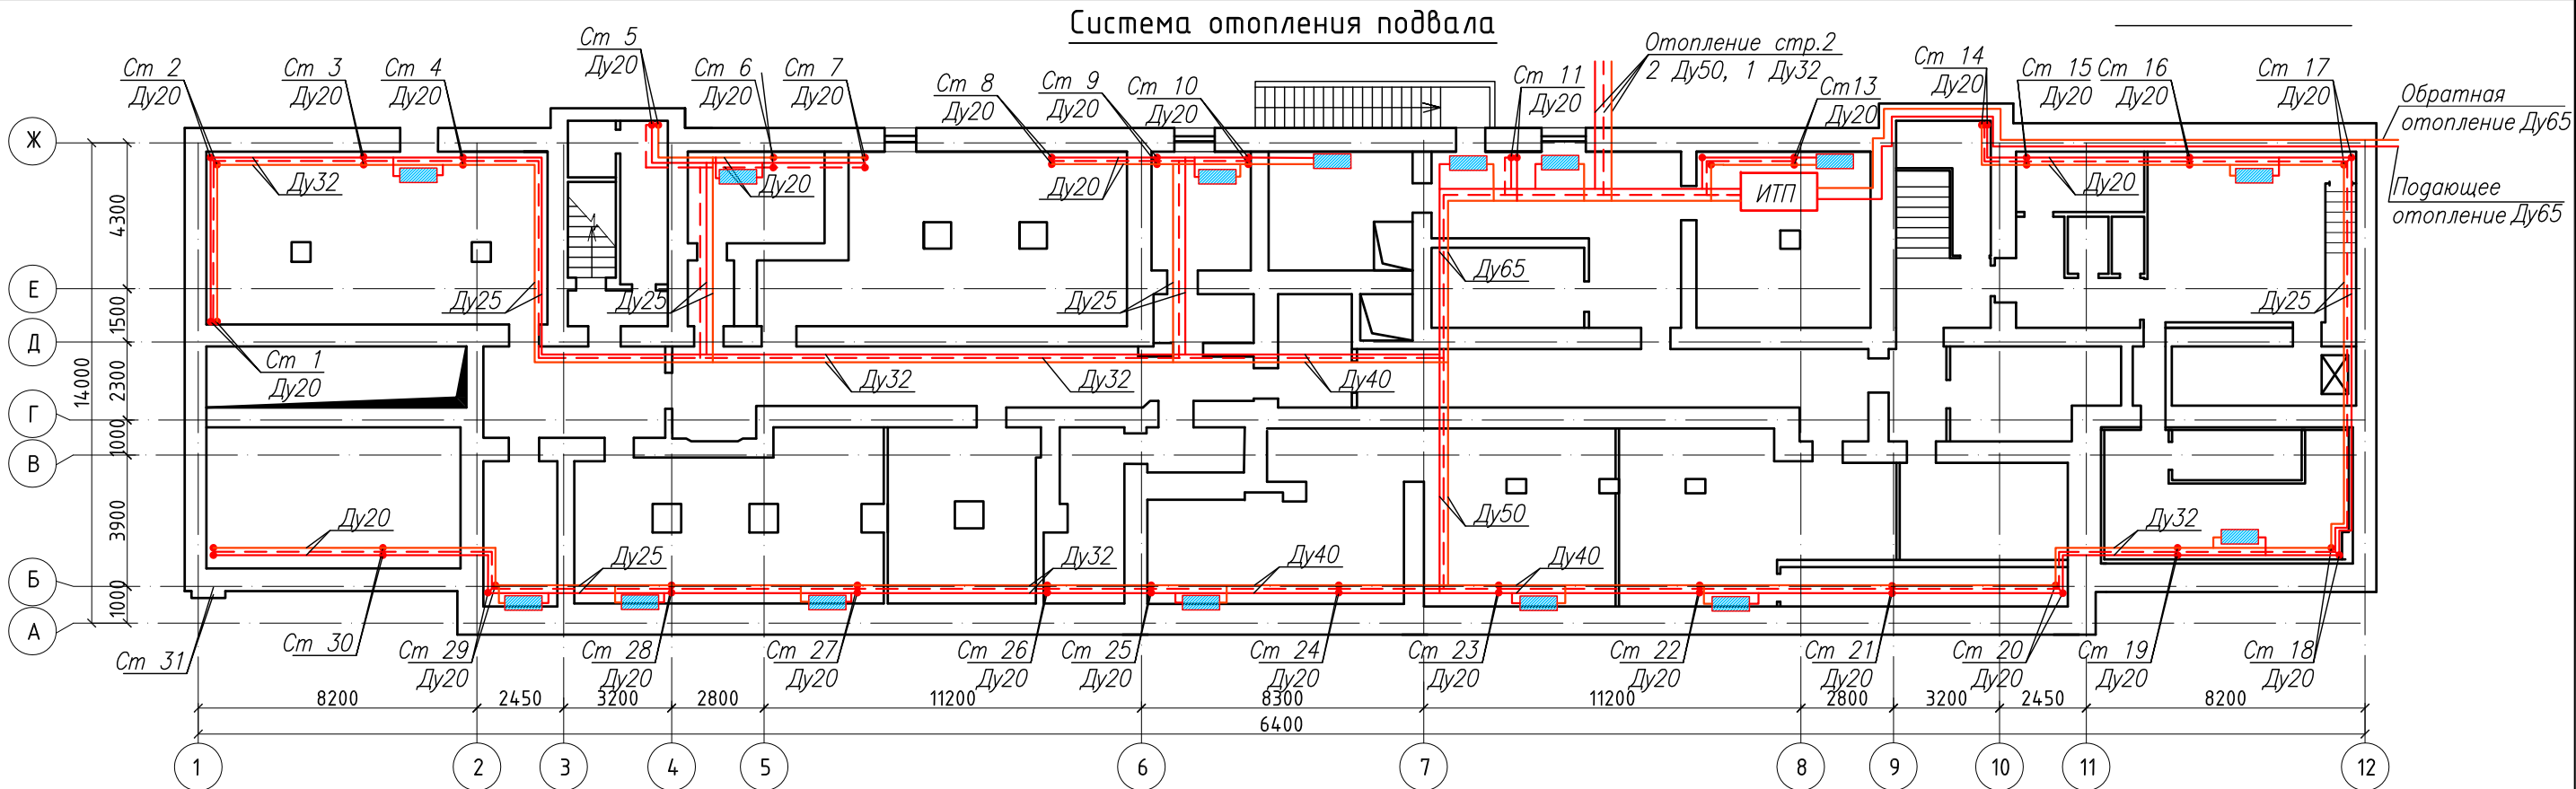 Система отопления подвала
Ст 2
Ду20
Ст 3
Ду20
Ст 4
Ду20
Ст 5
Ду20
Ст 6
Ду20
Ст 7
Ду20
Ст 8
Ду20
Ст 9
Ду20
Ст 10
Ду20
Ст 11
Ду20
Отопление стр.2
2 Ду50, 1 Ду32
Ст13
Ду20
Ст 14
Ду20
Ст 15
Ду20
Ст 16
Ду20
Ст 17
Ду20
Обратная
отопление Ду65
Подающее
отопление Ду65
Ж
Е
Д
Г
В
Б
А
4300
1500
2300
1000
3900
1000
14000
Ду32
Ду20
Ду20
ИТП
Ду20
Ду25
Ду25
Ду25
Ду65
Ду25
Ст 1
Ду20
Ду32
Ду32
Ду40
Ду20
Ду25
Ду32
Ду40
Ду50
Ду40
Ду32
Ст 31
Ст 30
Ст 29
Ду20
Ст 28
Ду20
Ст 27
Ду20
Ст 26
Ду20
Ст 25
Ду20
Ст 24
Ду20
Ст 23
Ду20
Ст 22
Ду20
Ст 21
Ду20
Ст 20
Ду20
Ст 19
Ду20
Ст 18
Ду20
8200
2450
3200
2800
11200
8300
11200
2800
3200
2450
8200
6400
1
2
3
4
5
6
7
8
9
10
11
12